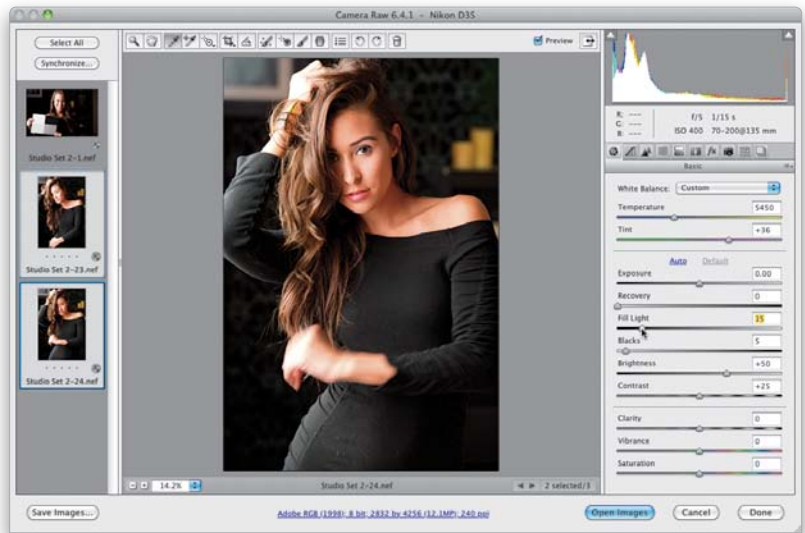 Camera Raw 6.4.1 – Nikon D3S
Select All
Synchronize...
Preview
Studio Set 2-1.nef
Studio Set 2-23.nef
Studio Set 2-24.nef
R: ---
G: ---
B: ---
f/5 1/15 s
ISO 400 70-200@135 mm
Basic
White Balance: Custom
Temperature 5450
Tint +36
Auto Default
Exposure 0.00
Recovery 0
Fill Light 15
Blacks 5
Brightness +50
Contrast +25
Clarity 0
Vibrance 0
Saturation 0
14.2% Studio Set 2-24.nef 2 selected/3
Save Images... Adobe RGB (1998); 8 bit; 2832 by 4256 (12.1MP); 240 ppi Open Images Cancel Done